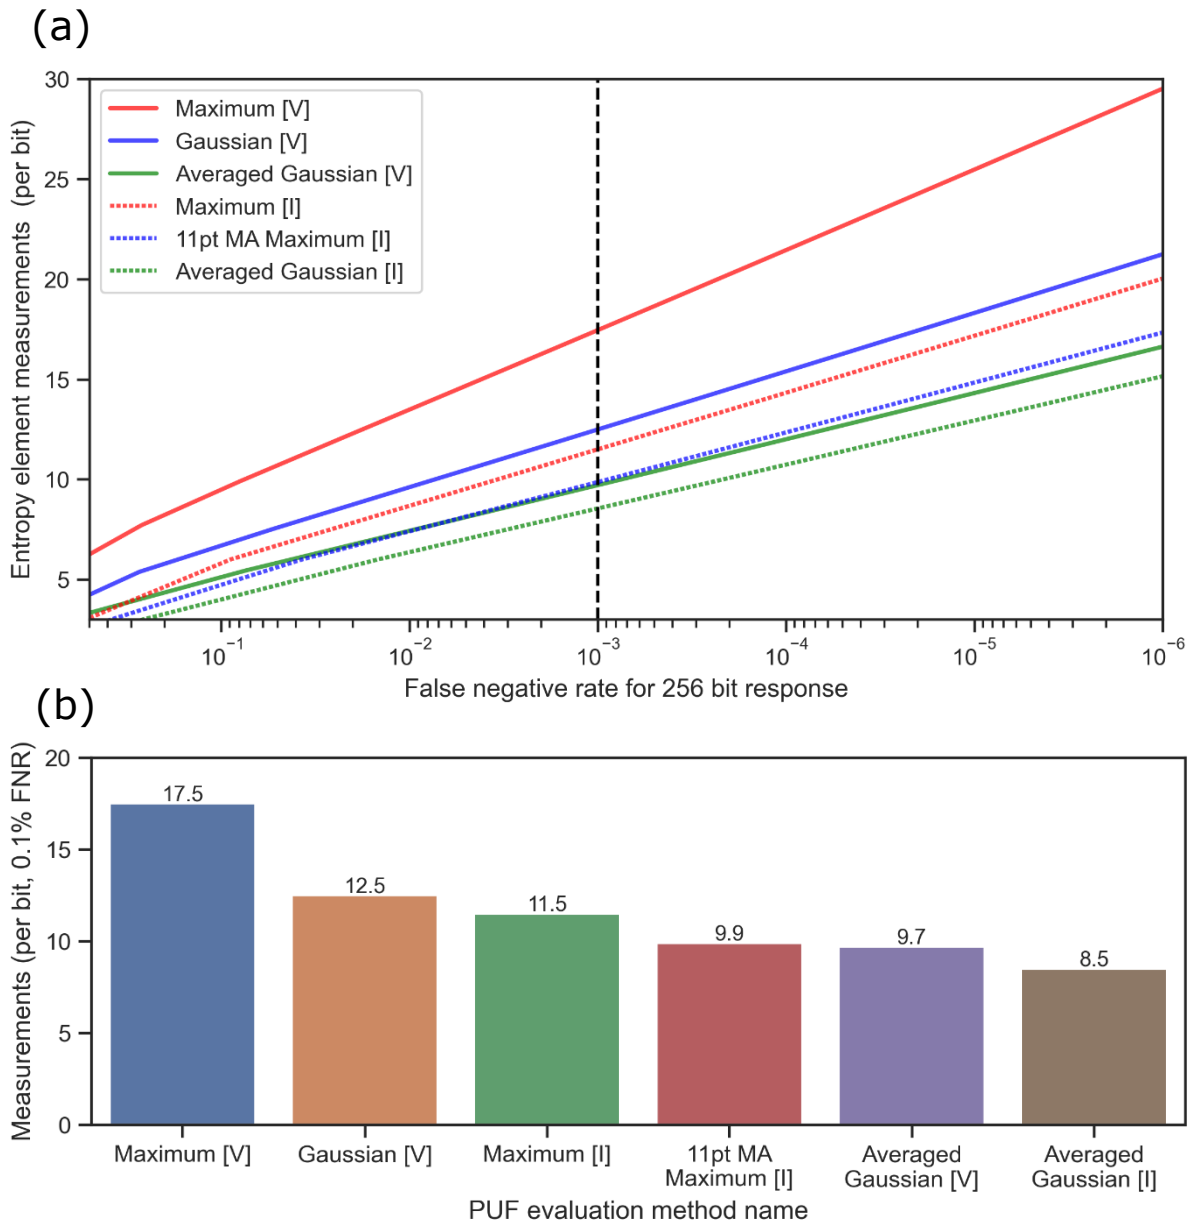 (a)
Entropy element measurements (per bit)
30
25
20
15
10
5
Maximum [V]
Gaussian [V]
Averaged Gaussian [V]
Maximum [I]
11pt MA Maximum [I]
Averaged Gaussian [I]
10⁻¹ 10⁻² 10⁻³ 10⁻⁴ 10⁻⁵ 10⁻⁶
False negative rate for 256 bit response
(b)
Measurements (per bit, 0.1% FNR)
20
15
10
5
0
17.5
12.5
11.5
9.9
9.7
8.5
Maximum [V]
Gaussian [V]
Maximum [I]
11pt MA
Maximum [I]
Averaged
Gaussian [V]
Averaged
Gaussian [I]
PUF evaluation method name